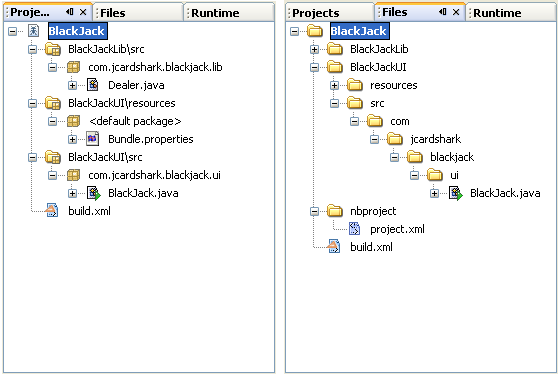 Proje... Files Runtime
BlackJack
BlackJackLib\src
com.jcardshark.blackjack.lib
Dealer.java
BlackJackUI\resources
<default package>
Bundle.properties
BlackJackUI\src
com.jcardshark.blackjack.ui
BlackJack.java
build.xml
Projects Files Runtime
BlackJack
BlackJackLib
BlackJackUI
resources
src
com
jcardshark
blackjack
ui
BlackJack.java
nbproject
project.xml
build.xml